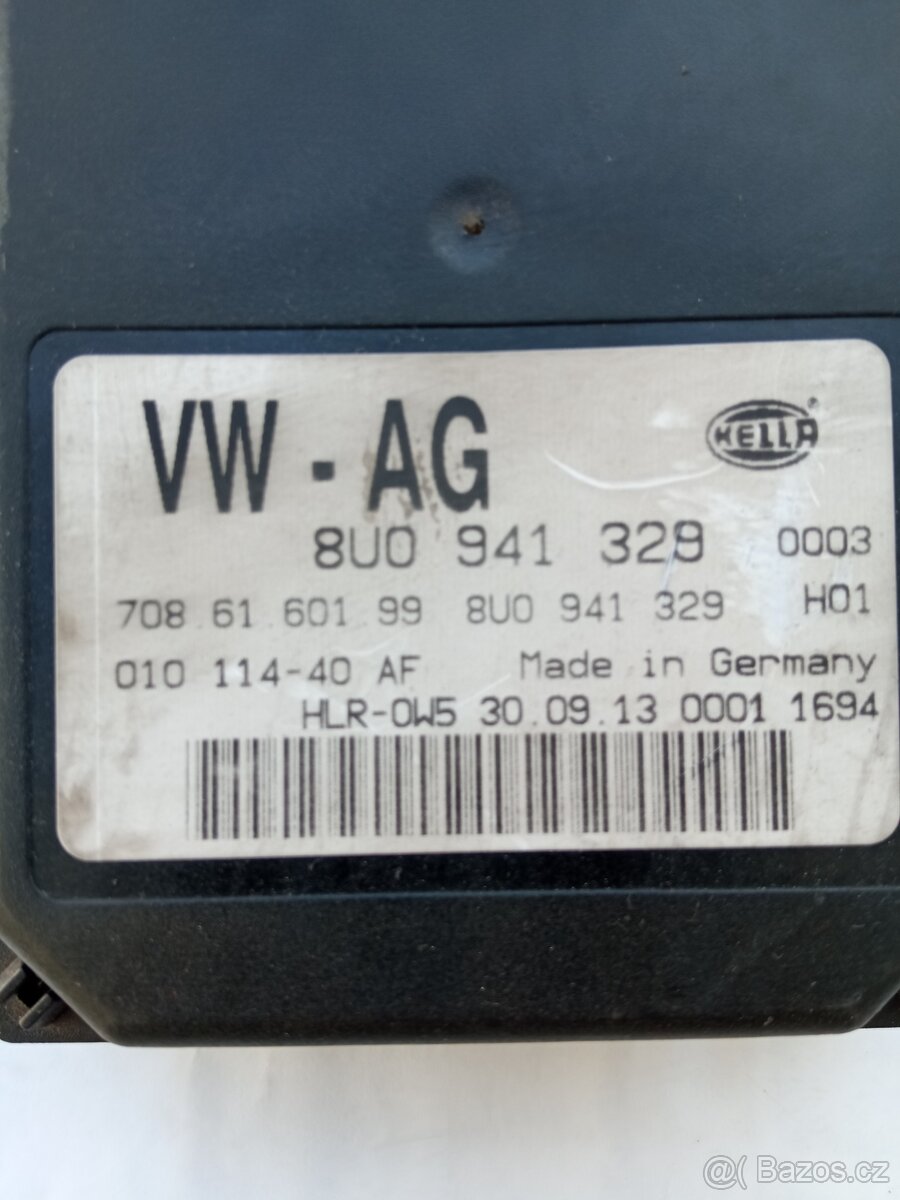 VW - AG
HELLA ®
8U0 941 329 0003
708 61 601 99 8U0 941 329 H01
010 114-40 AF Made in Germany
HLR-0W5 30.09.13 0001 1694
@( Bazos.cz